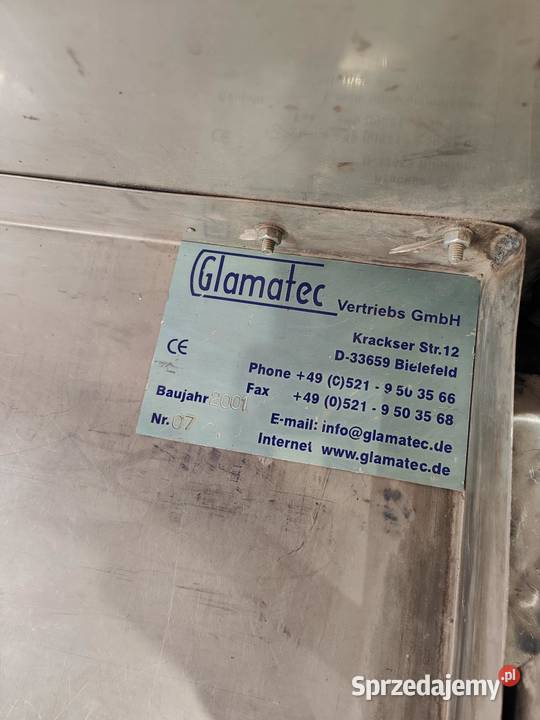 Glamatec Vertriebs GmbH
Krackser Str.12
D-33659 Bielefeld
CE
Phone +49 (0)521 - 9 50 35 66
Fax +49 (0)521 - 9 50 35 68
Baujahr 2001
Nr. 07
E-mail: info@glamatec.de
Internet www.glamatec.de
Sprzedajemy.pl